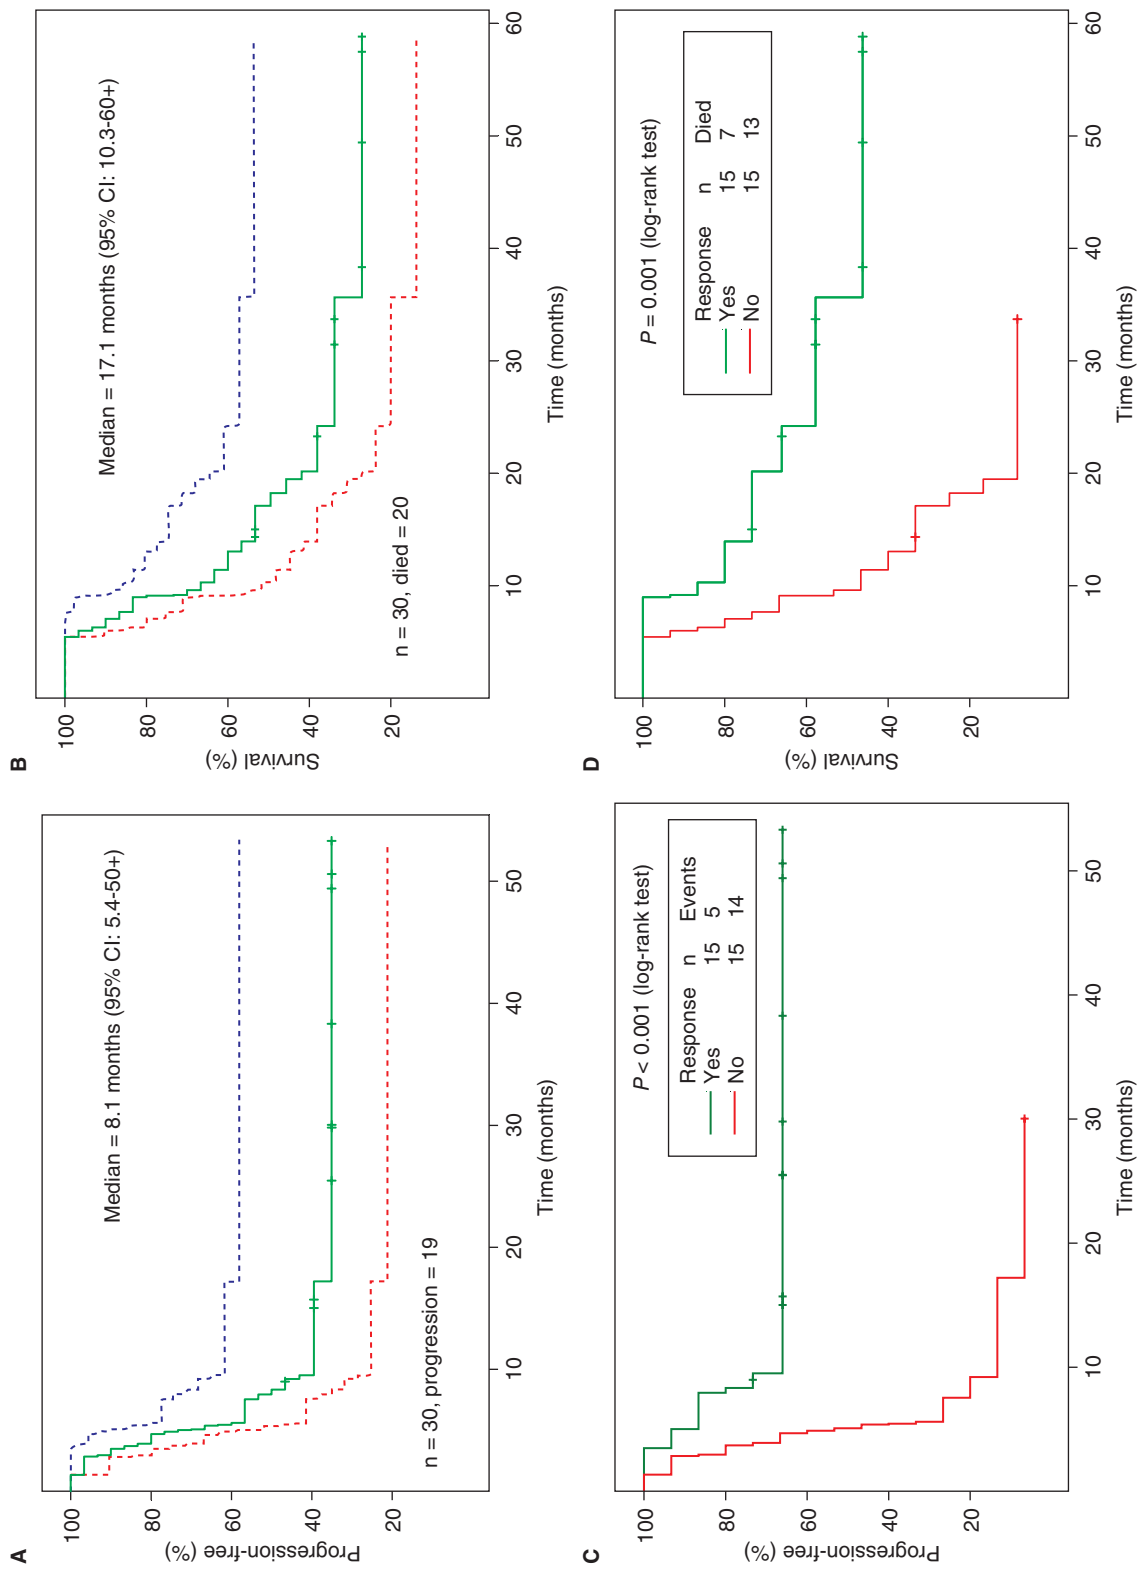 A
Progression-free (%)
100
80
60
40
20
Median = 8.1 months (95% CI: 5.4-50+)
n = 30, progression = 19
10
20
30
40
50
Time (months)
B
Survival (%)
100
80
60
40
20
Median = 17.1 months (95% CI: 10.3-60+)
n = 30, died = 20
10
20
30
40
50
60
Time (months)
C
Progression-free (%)
100
80
60
40
20
P < 0.001 (log-rank test)
Response n Events
Yes 15 5
No 15 14
10
20
30
40
50
Time (months)
D
Survival (%)
100
80
60
40
20
P = 0.001 (log-rank test)
Response n Died
Yes 15 7
No 15 13
10
20
30
40
50
60
Time (months)